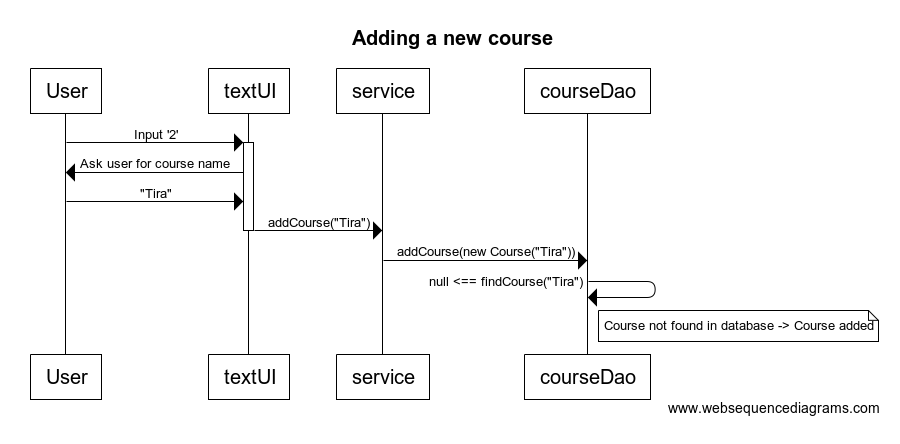 Adding a new course
User
textUI
service
courseDao
Input '2'
Ask user for course name
"Tira"
addCourse("Tira")
addCourse(new Course("Tira"))
null <== findCourse("Tira")
Course not found in database -> Course added
User
textUI
service
courseDao
www.websequencediagrams.com